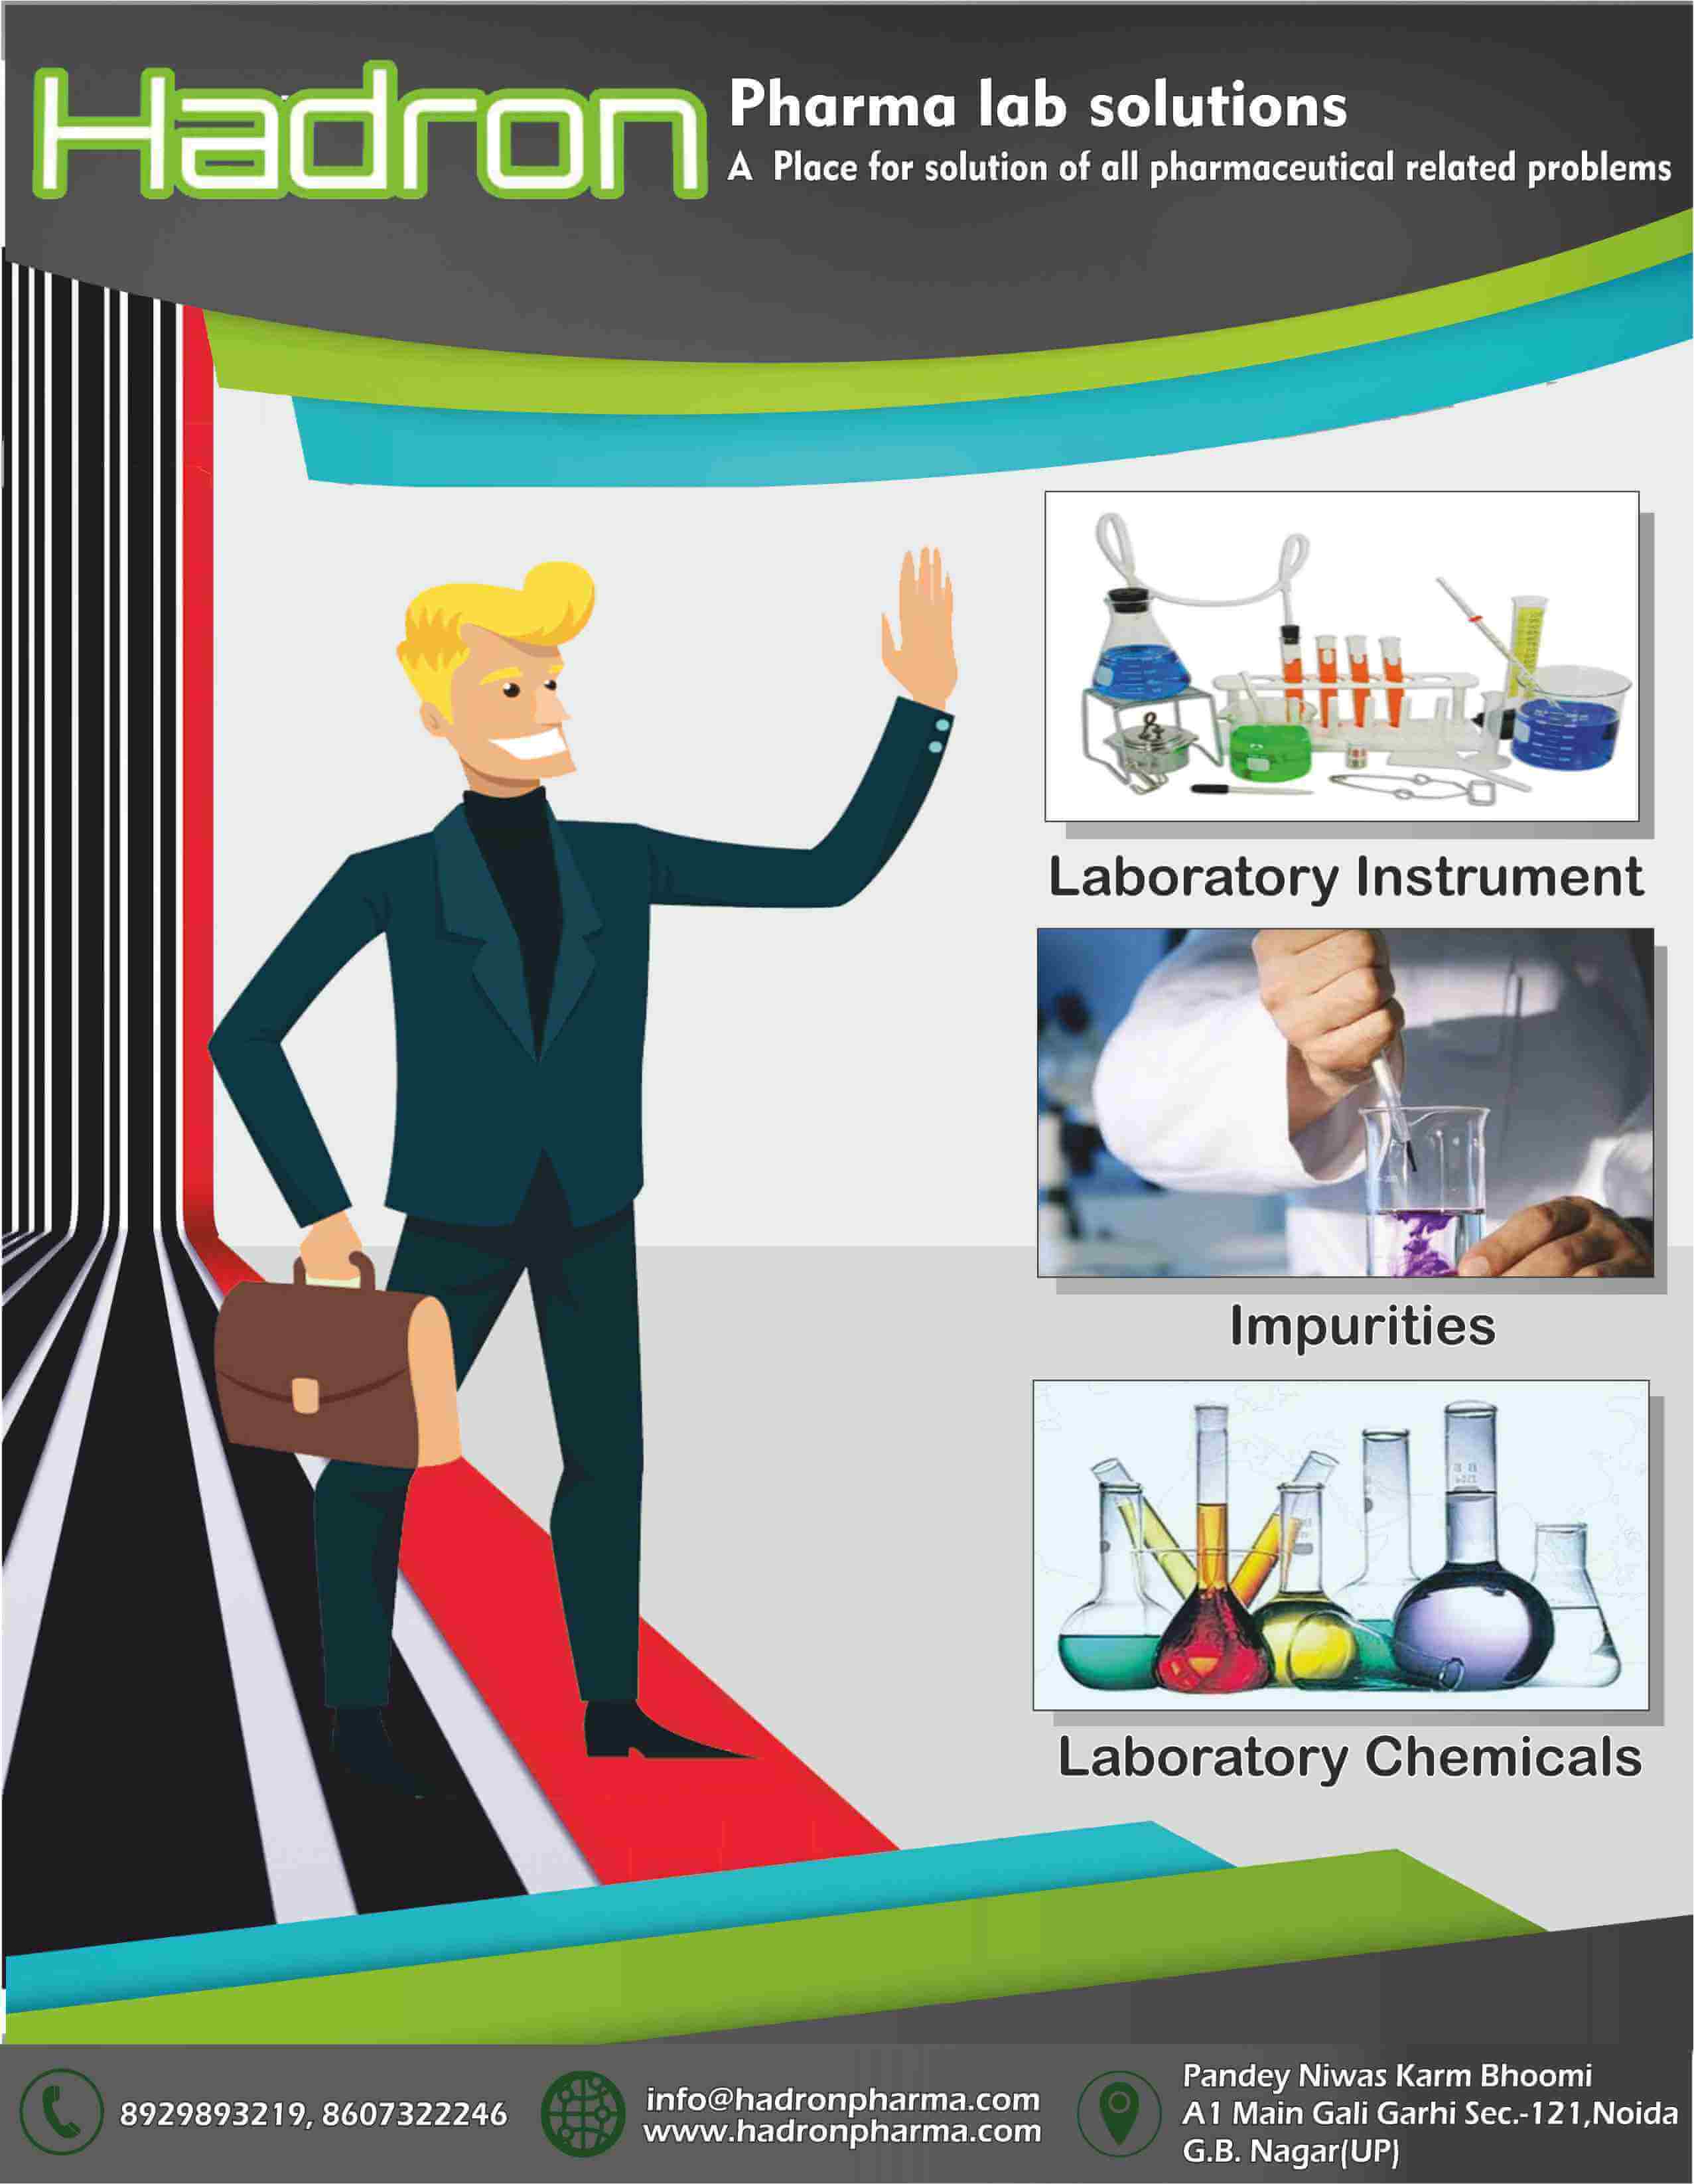 Hadron
Pharma lab solutions
A Place for solution of all pharmaceutical related problems
Laboratory Instrument
Impurities
Laboratory Chemicals
8929893219, 8607322246
info@hadronpharma.com
www.hadronpharma.com
Pandey Niwas Karm Bhoomi
A1 Main Gali Garhi Sec.-121,Noida
G.B. Nagar(UP)